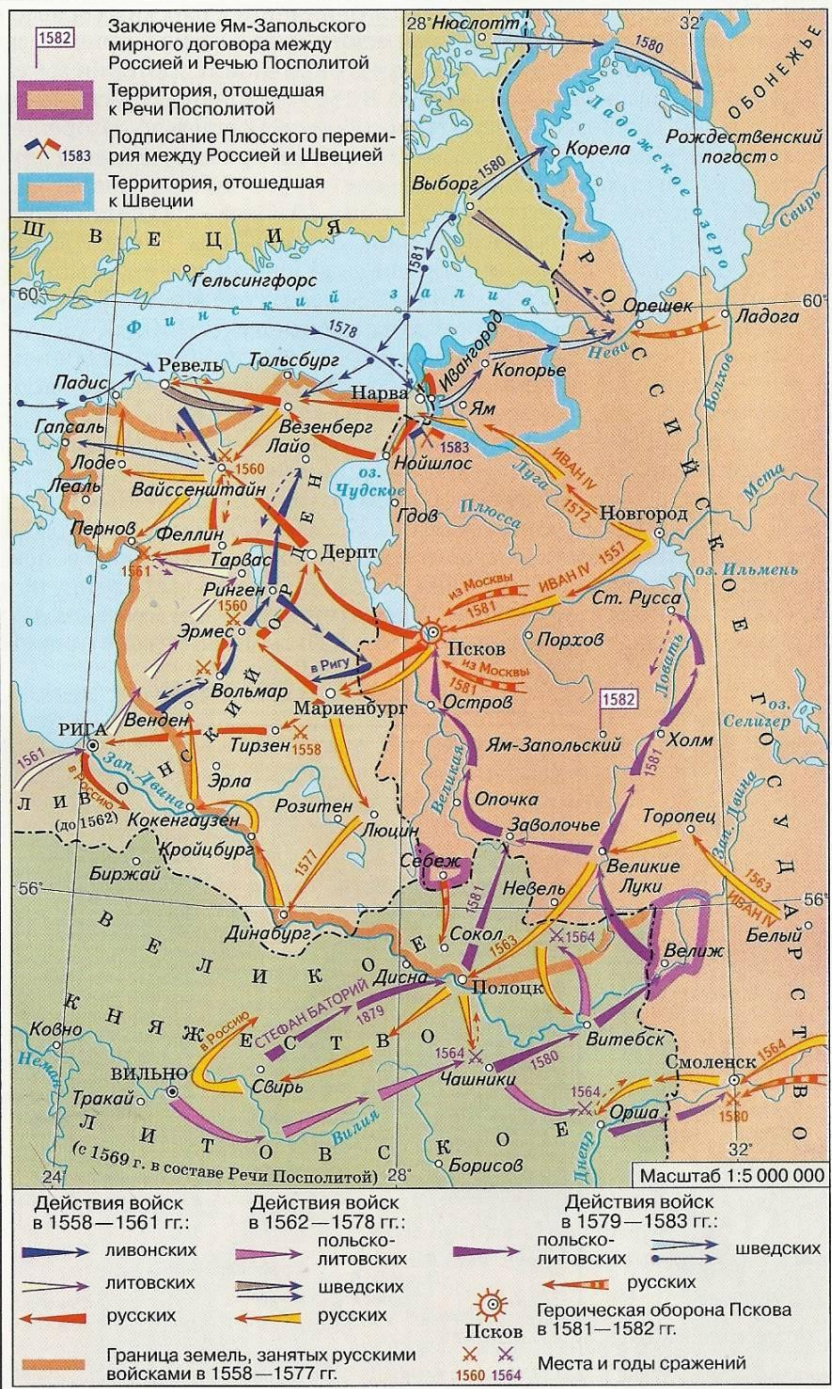 1582
Заключение Ям-Запольского
мирного договора между
Россией и Речью Посполитой
Территория, отошедшая
к Речи Посполитой
1583
Подписание Плюсского переми-
рия между Россией и Швецией
Территория, отошедшая
к Швеции
28°
32°
Нюслотт
1580
ОБОНЕЖЬЕ
Ладожское озеро
Корела
Рождественский
погост
Выборг
1580
Свирь
ШВЕЦИЯ
1581
Гельсингфорс
60°
60°
Финский залив
РОССИЙСКОЕ ГОСУДАРСТВО
Орешек
Ладога
1578
Нева
Ревель
Тольсбург
Ивангород
Копорье
Волхов
Падис
Нарва
Ям
Гапсаль
Везенберг
1583
Лайо
Лоде
1560
Нойшлос
ИВАН IV
Леаль
Вайссенштайн
оз.
Чудское
Луга
1572
Мста
Пернов
Феллин
Гдов
Плюсса
Новгород
1561
Тарвас
Дерпт
ИВАН IV
1557
оз. Ильмень
Ринген
из Москвы
1581
Ст. Русса
1560
Эрмес
Псков
Порхов
Ловать
в Ригу
из Москвы
1581
Вольмар
Мариенбург
Остров
1582
оз.
Селигер
Венден
РИГА
Тирзен
1558
Ям-Запольский
Холм
1561
Зап. Двина
Великая
1581
в Россию
Эрла
ЛИВОНСКИЙ ОРДЕН
(до 1562)
Розитен
Опочка
Торопец
Зап. Двина
Кокенгаузен
Люцин
Заволочье
Кройцбург
1577
Себеж
Великие
Луки
1563
ИВАН IV
Биржай
56°
56°
1581
Невель
Белый
Динабург
Сокол
1563
1564
Велиж
Дисна
Полоцк
ВЕЛИКОЕ
КНЯЖЕСТВО
СТЕФАН БАТОРИЙ
1879
Ковно
в Россию
Витебск
Неман
1564
1580
Смоленск
1564
ВИЛЬНО
Свирь
Чашники
Тракай
1564
1580
Вилия
Орша
ЛИТОВСКОЕ
(с 1569 г. в составе Речи Посполитой)
Днепр
24°
28°
Борисов
32°
Масштаб 1:5 000 000
Действия войск
в 1558—1561 гг.:
ливонских
литовских
русских
Граница земель, занятых русскими
войсками в 1558—1577 гг.
Действия войск
в 1562—1578 гг.:
польско-
литовских
шведских
русских
Действия войск
в 1579—1583 гг.:
польско-
литовских
шведских
русских
Псков
Героическая оборона Пскова
в 1581—1582 гг.
1560 1564
Места и годы сражений